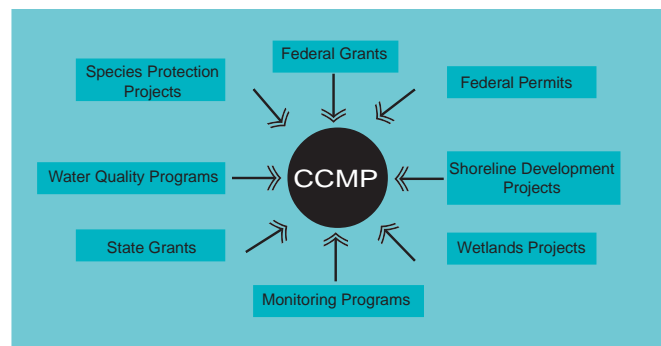 Federal Grants
Species Protection
Projects
Federal Permits
Water Quality Programs
CCMP
Shoreline Development
Projects
State Grants
Wetlands Projects
Monitoring Programs